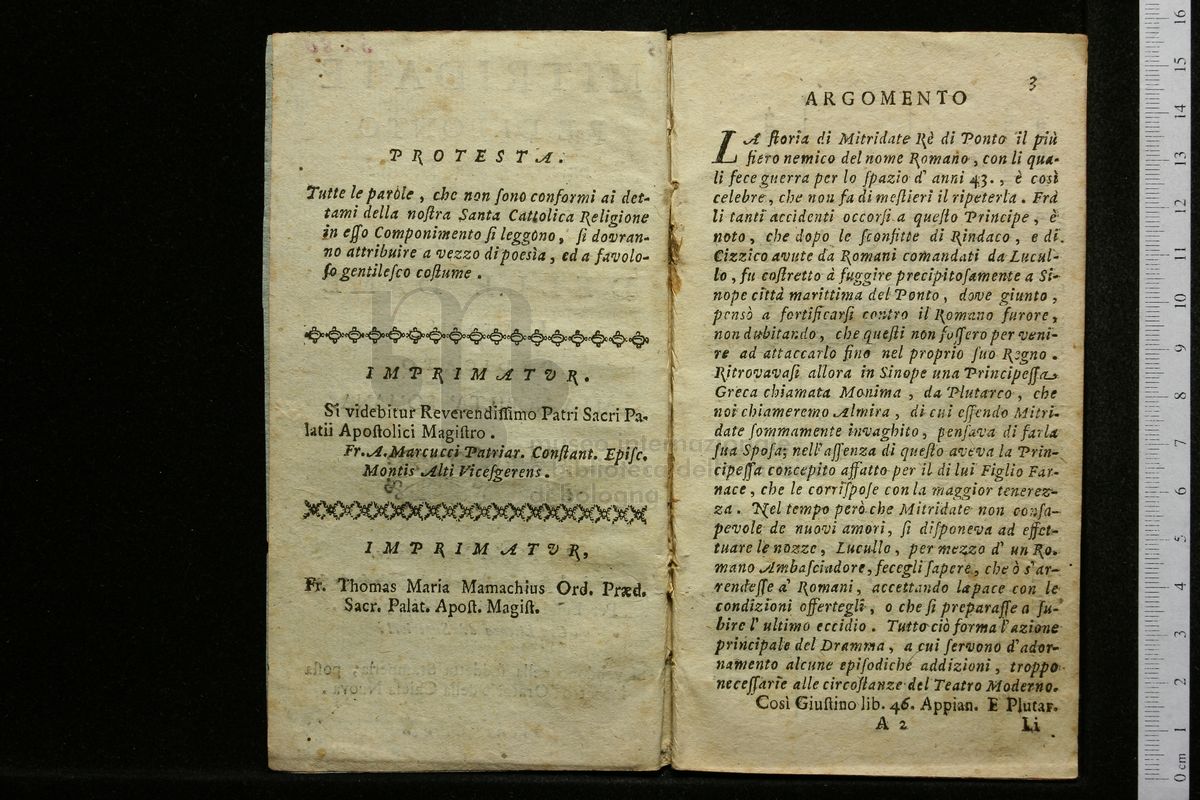 PROTESTA.
Tutte le paròle, che non ſono conformi ai det-
tami della noſtra Santa Cattolica Religione
in eſſo Componimento ſi leggono, ſi dovran-
no attribuire a vezzo di poesìa, ed a favolo-
ſo gentileſco coſtume.
IMPRIMATVR.
Si videbitur Reverendiſſimo Patri Sacri Pa-
latii Apoſtolici Magiſtro.
Fr. A. Marcucci Patriar. Conſtant. Epiſc.
Montis Alti Viceſgerens.
IMPRIMATVR,
Fr. Thomas Maria Mamachius Ord. Præd.
Sacr. Palat. Apoſt. Magiſt.
3
ARGOMENTO
LA ſtoria di Mitridate Rè di Ponto il più
fiero nemico del nome Romano, con li qua-
li fece guerra per lo ſpazio d' anni 43., è così
celebre, che non fa di meſtieri il ripeterla. Frà
li tanti accidenti occorſi a queſto Principe, è
noto, che dopo le ſconfitte di Rindaco, e di
Cizzico avute da Romani comandati da Lucul-
lo, fu coſtretto à fuggire precipitoſamente a Si-
nope città marittima del Ponto, dove giunto,
pensò a fortificarſi contro il Romano furore,
non dubitando, che queſti non foſſero per veni-
re ad attaccarlo fino nel proprio ſuo Regno.
Ritrovavaſi allora in Sinope una Principeſſa
Greca chiamata Monima, da Plutarco, che
noi chiameremo Almira, di cui eſſendo Mitri-
date ſommamente invaghito, penſava di farla
ſua Spoſa; nell' aſſenza di queſto aveva la Prin-
cipeſſa concepito affatto per il di lui Figlio Far-
nace, che le corriſpoſe con la maggior tenerez-
za. Nel tempo però che Mitridate non conſa-
pevole de nuovi amori, ſi diſponeva ad effet-
tuare le nozze, Lucullo, per mezzo d' un Ro-
mano Ambaſciadore, fecegli ſapere, che ò s' ar-
rendeſſe a' Romani, accettando la pace con le
condizioni offertegli, o che ſi preparaſſe a ſu-
bire l' ultimo eccidio. Tutto ciò forma l' azione
principale del Dramma, a cui ſervono d' ador-
namento alcune epiſodiche addizioni, troppo
neceſſarie alle circoſtanze del Teatro Moderno.
Così Giuſtino lib. 46. Appian. E Plutar.
A 2 Li
museo internazionale
e biblioteca della
di bologna